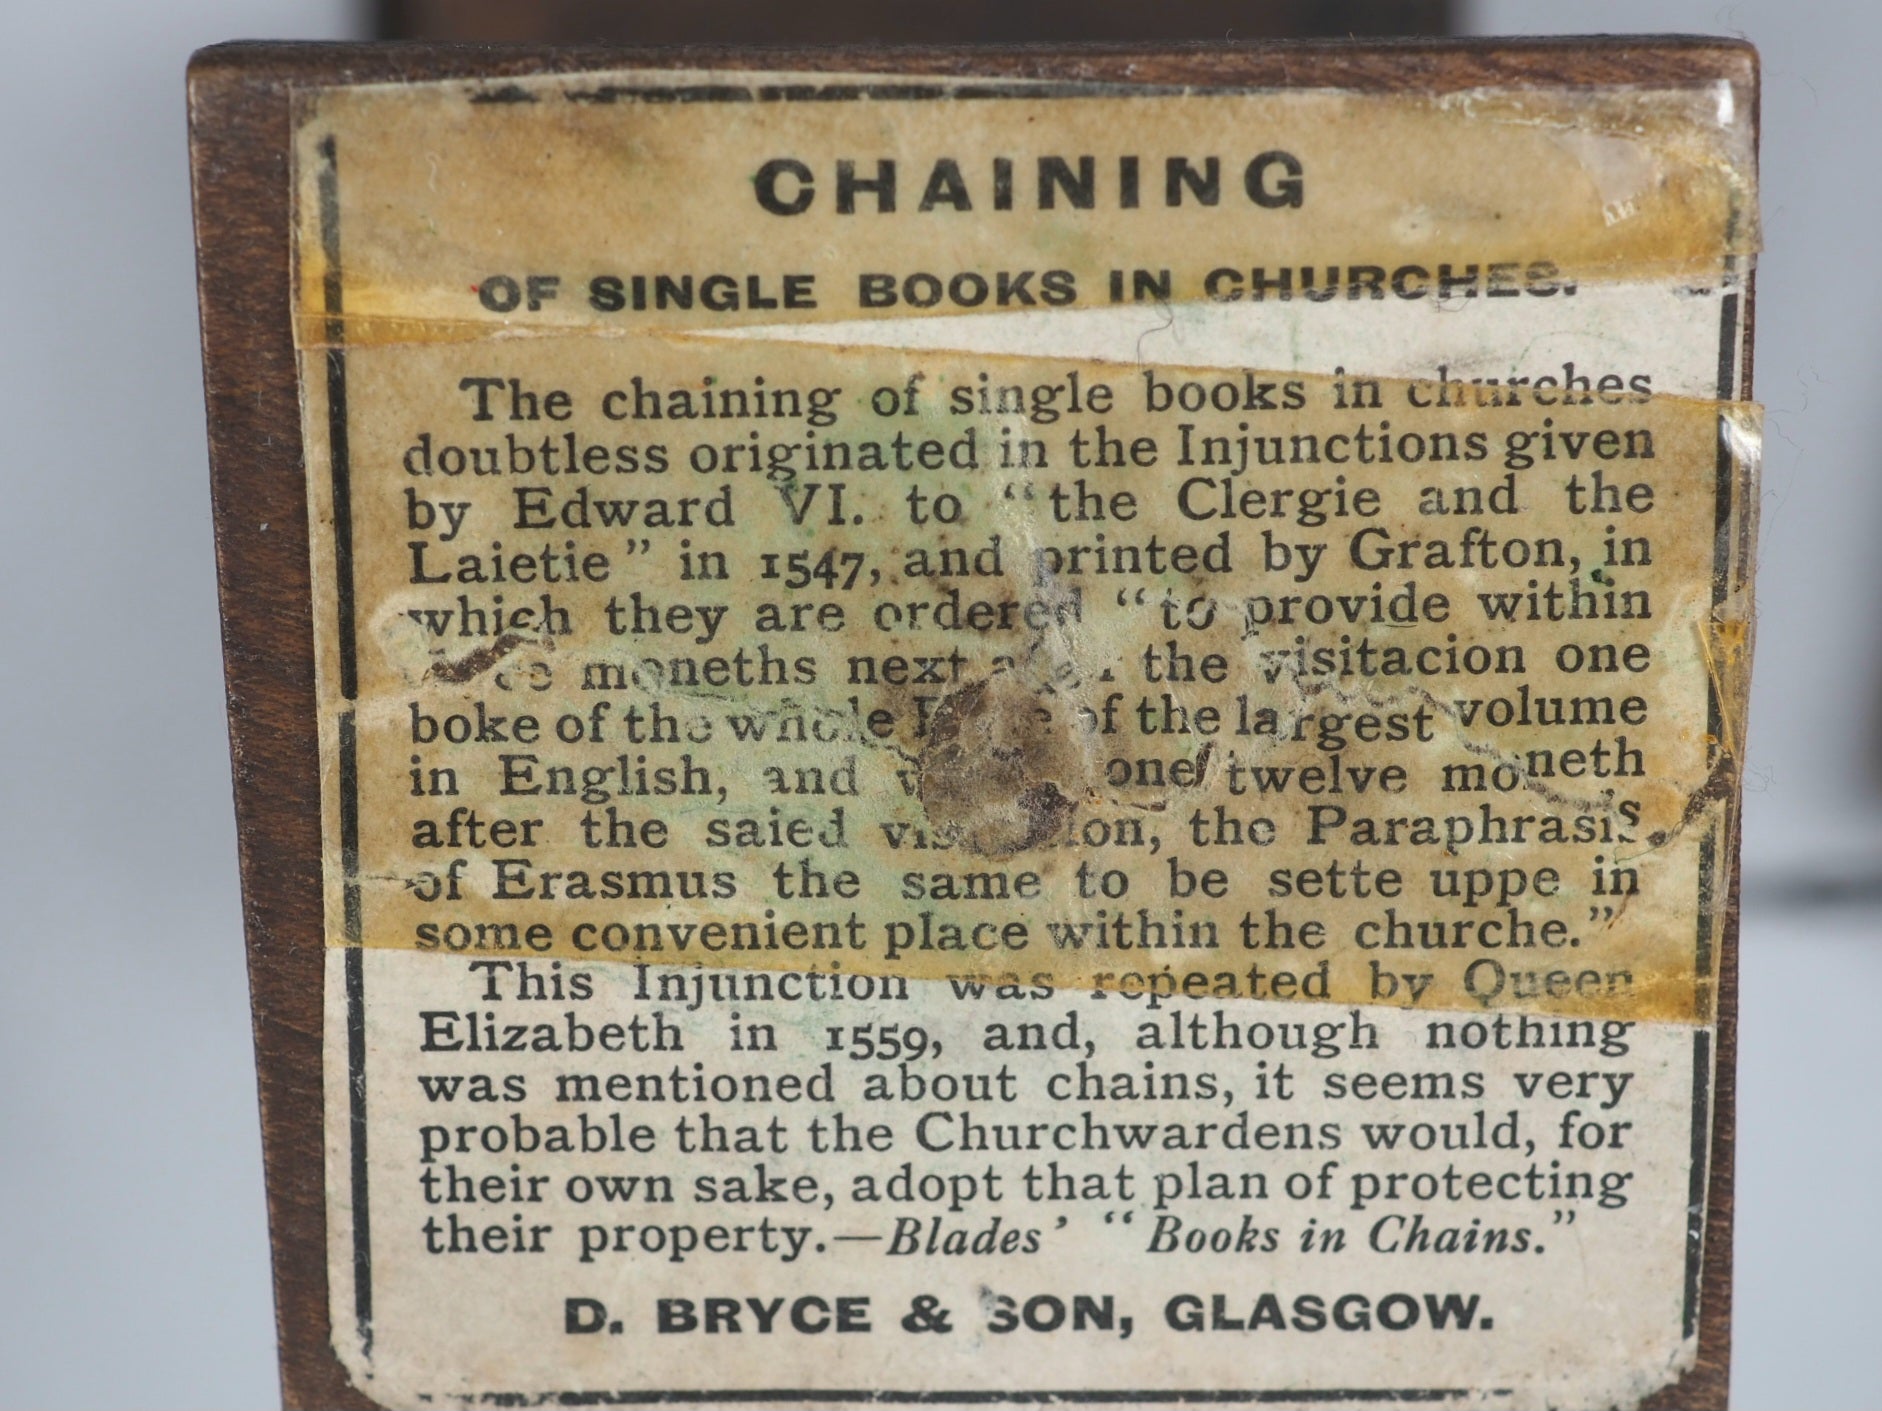 CHAINING
OF SINGLE BOOKS IN CHURCHES.
The chaining of single books in churches
doubtless originated in the Injunctions given
by Edward VI. to “the Clergie and the
Laietie” in 1547, and printed by Grafton, in
which they are ordered “to provide within
moneths next the visitacion one
boke of the whole of the largest volume
in English, and one twelve moneth
after the saied the Paraphrasis
of Erasmus the same to be sette uppe in
some convenient place within the churche.”
This Injunction was repeated by Queen
Elizabeth in 1559, and, although nothing
was mentioned about chains, it seems very
probable that the Churchwardens would, for
their own sake, adopt that plan of protecting
their property.—Blades’ “Books in Chains.”
D. BRYCE & SON, GLASGOW.